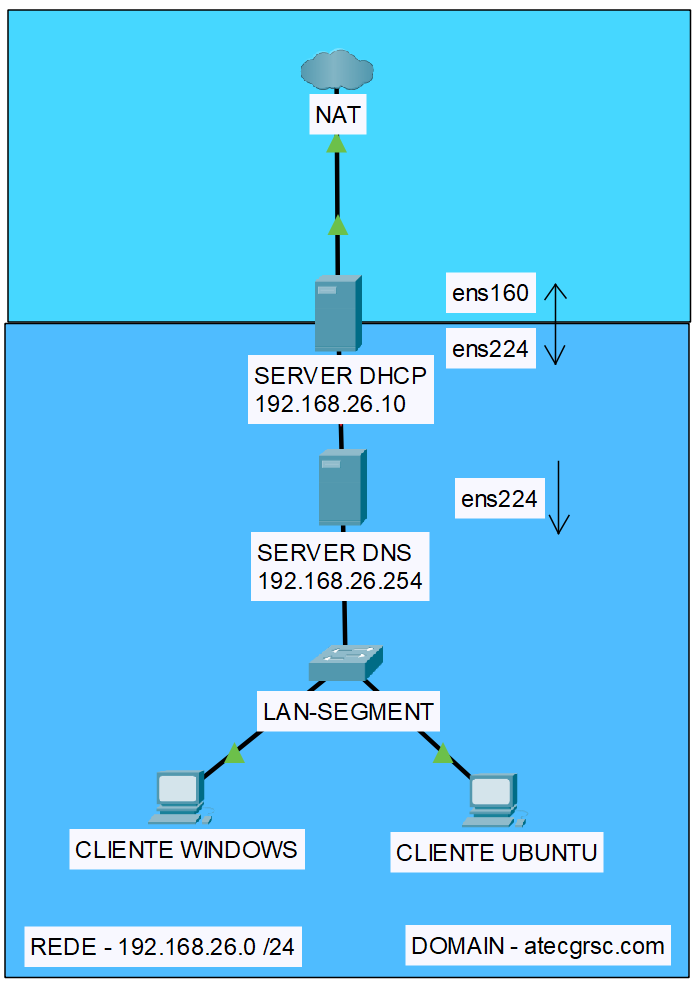 NAT
ens160
ens224
SERVER DHCP
192.168.26.10
ens224
SERVER DNS
192.168.26.254
LAN-SEGMENT
CLIENTE WINDOWS
CLIENTE UBUNTU
REDE - 192.168.26.0 /24
DOMAIN - atecgrsc.com